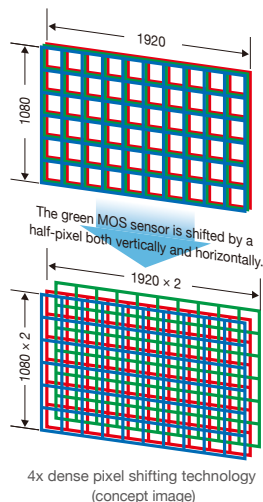 1920
1080
The green MOS sensor is shifted by a
half-pixel both vertically and horizontally.
1920 × 2
1080 × 2
4x dense pixel shifting technology
(concept image)